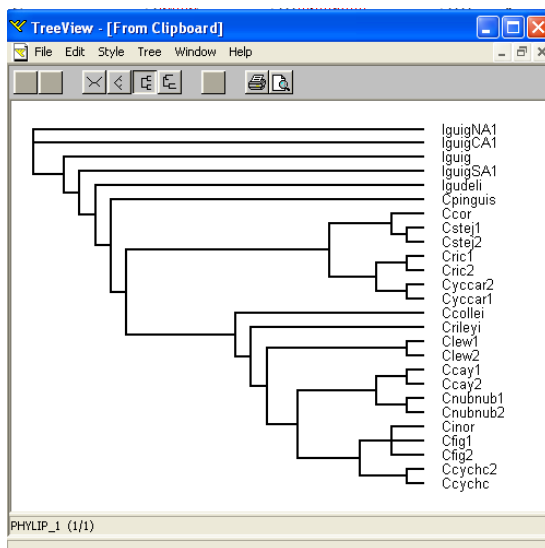 TreeView - [From Clipboard]
File Edit Style Tree Window Help
IguigNA1
IguigCA1
Iguig
IguigSA1
Igudeli
Cpinguis
Ccor
Cstej1
Cstej2
Cric1
Cric2
Cyccar2
Cyccar1
Ccollei
Crileyi
Clew1
Clew2
Ccay1
Ccay2
Cnubnub1
Cnubnub2
Cinor
Cfig1
Cfig2
Ccychc2
Ccychc
PHYLIP_1 (1/1)